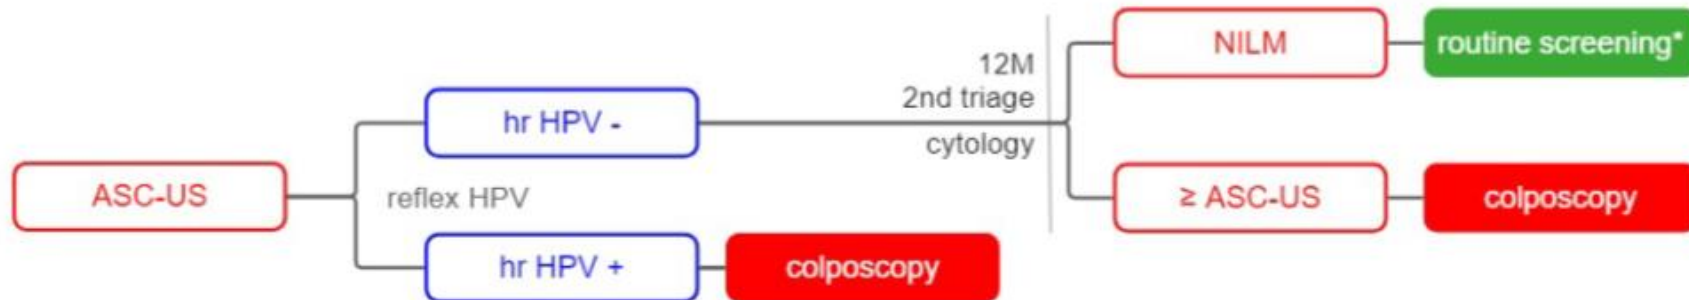 ASC-US
reflex HPV
hr HPV -
hr HPV +
colposcopy
12M
2nd triage
cytology
NILM
routine screening*
≥ ASC-US
colposcopy